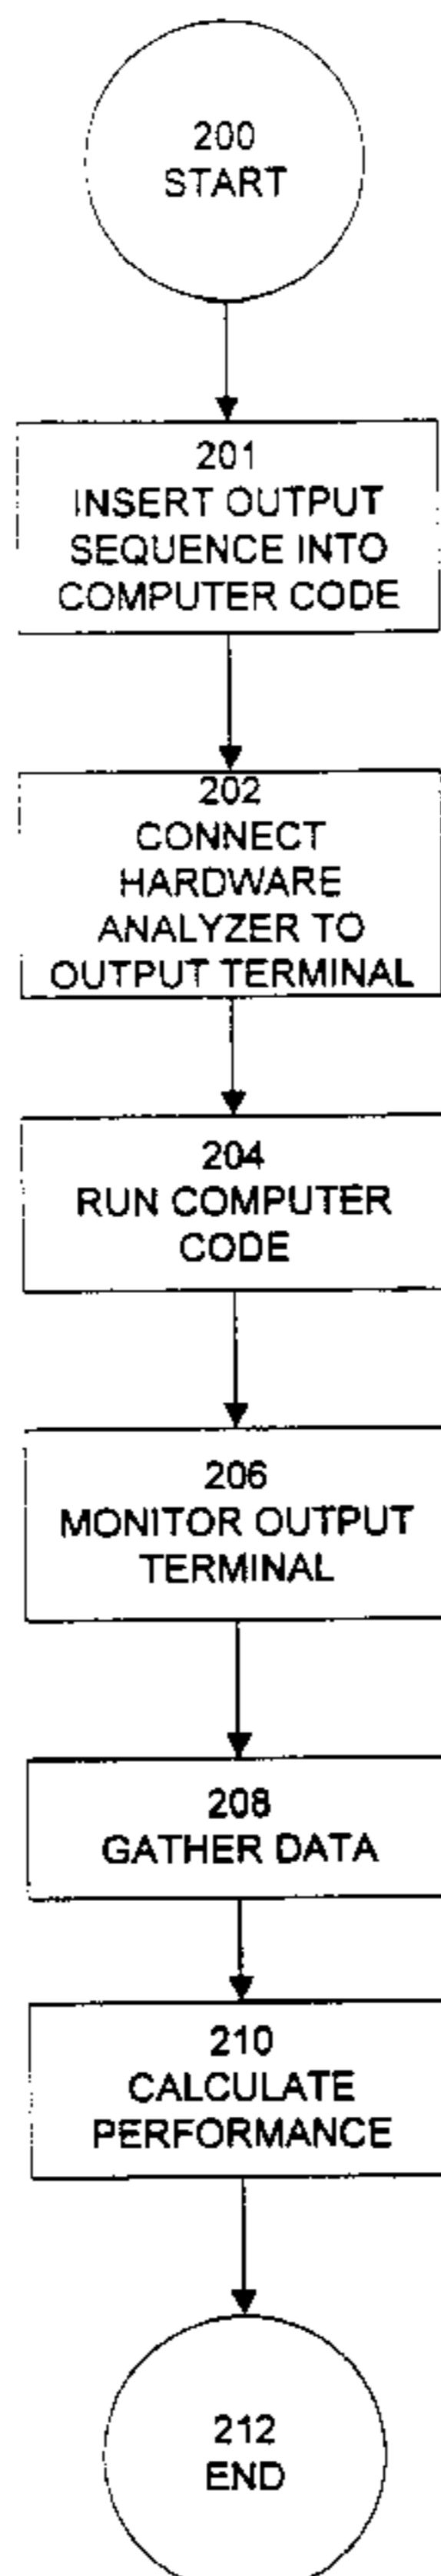 200
START
201
INSERT OUTPUT
SEQUENCE INTO
COMPUTER CODE
202
CONNECT
HARDWARE
ANALYZER TO
OUTPUT TERMINAL
204
RUN COMPUTER
CODE
206
MONITOR OUTPUT
TERMINAL
208
GATHER DATA
210
CALCULATE
PERFORMANCE
212
END